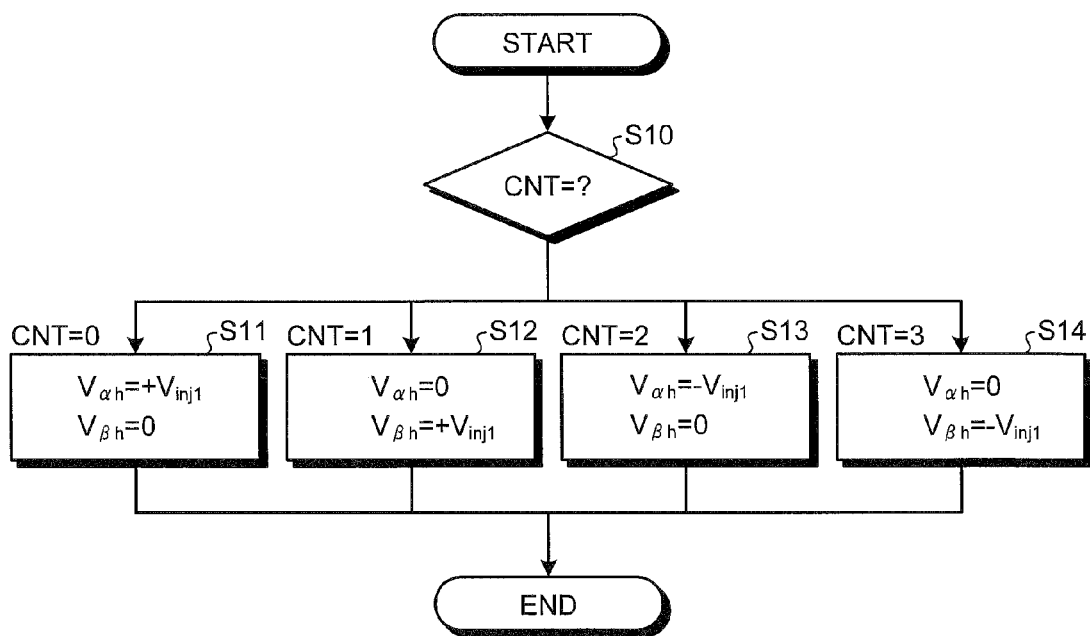 START
S10
CNT=?
CNT=0 S11 CNT=1 S12 CNT=2 S13 CNT=3 S14
Vαh=+Vinj1 Vαh=0 Vαh=-Vinj1 Vαh=0
Vβh=0 Vβh=+Vinj1 Vβh=0 Vβh=-Vinj1
END